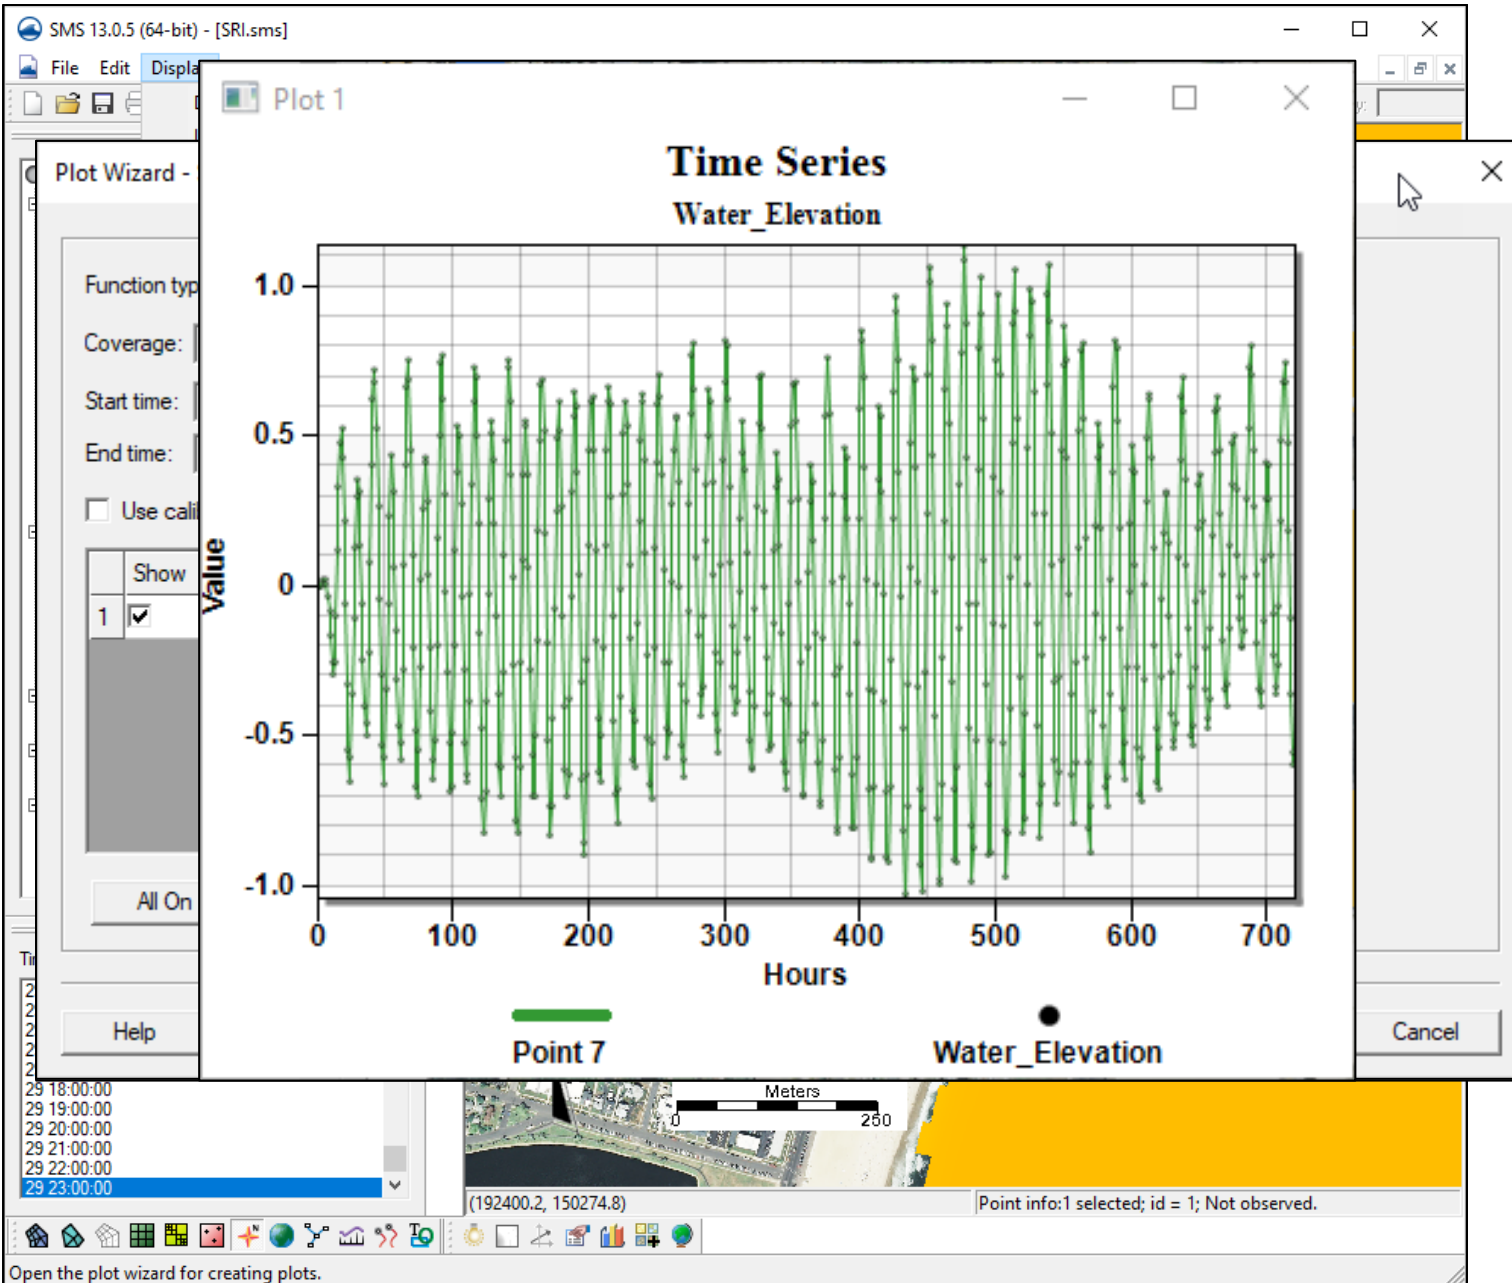 SMS 13.0.5 (64-bit) - [SRI.sms]
File Edit Displa
Plot 1
Plot Wizard -
Time Series
Water_Elevation
Function typ
Coverage:
Start time:
End time:
Use cali
Show
1
All On
Value
1.0
0.5
0
-0.5
-1.0
0 100 200 300 400 500 600 700
Hours
Point 7
Water_Elevation
Help
Cancel
29 18:00:00
29 19:00:00
29 20:00:00
29 21:00:00
29 22:00:00
29 23:00:00
Meters
0 250
(192400.2, 150274.8)
Point info:1 selected; id = 1; Not observed.
Open the plot wizard for creating plots.